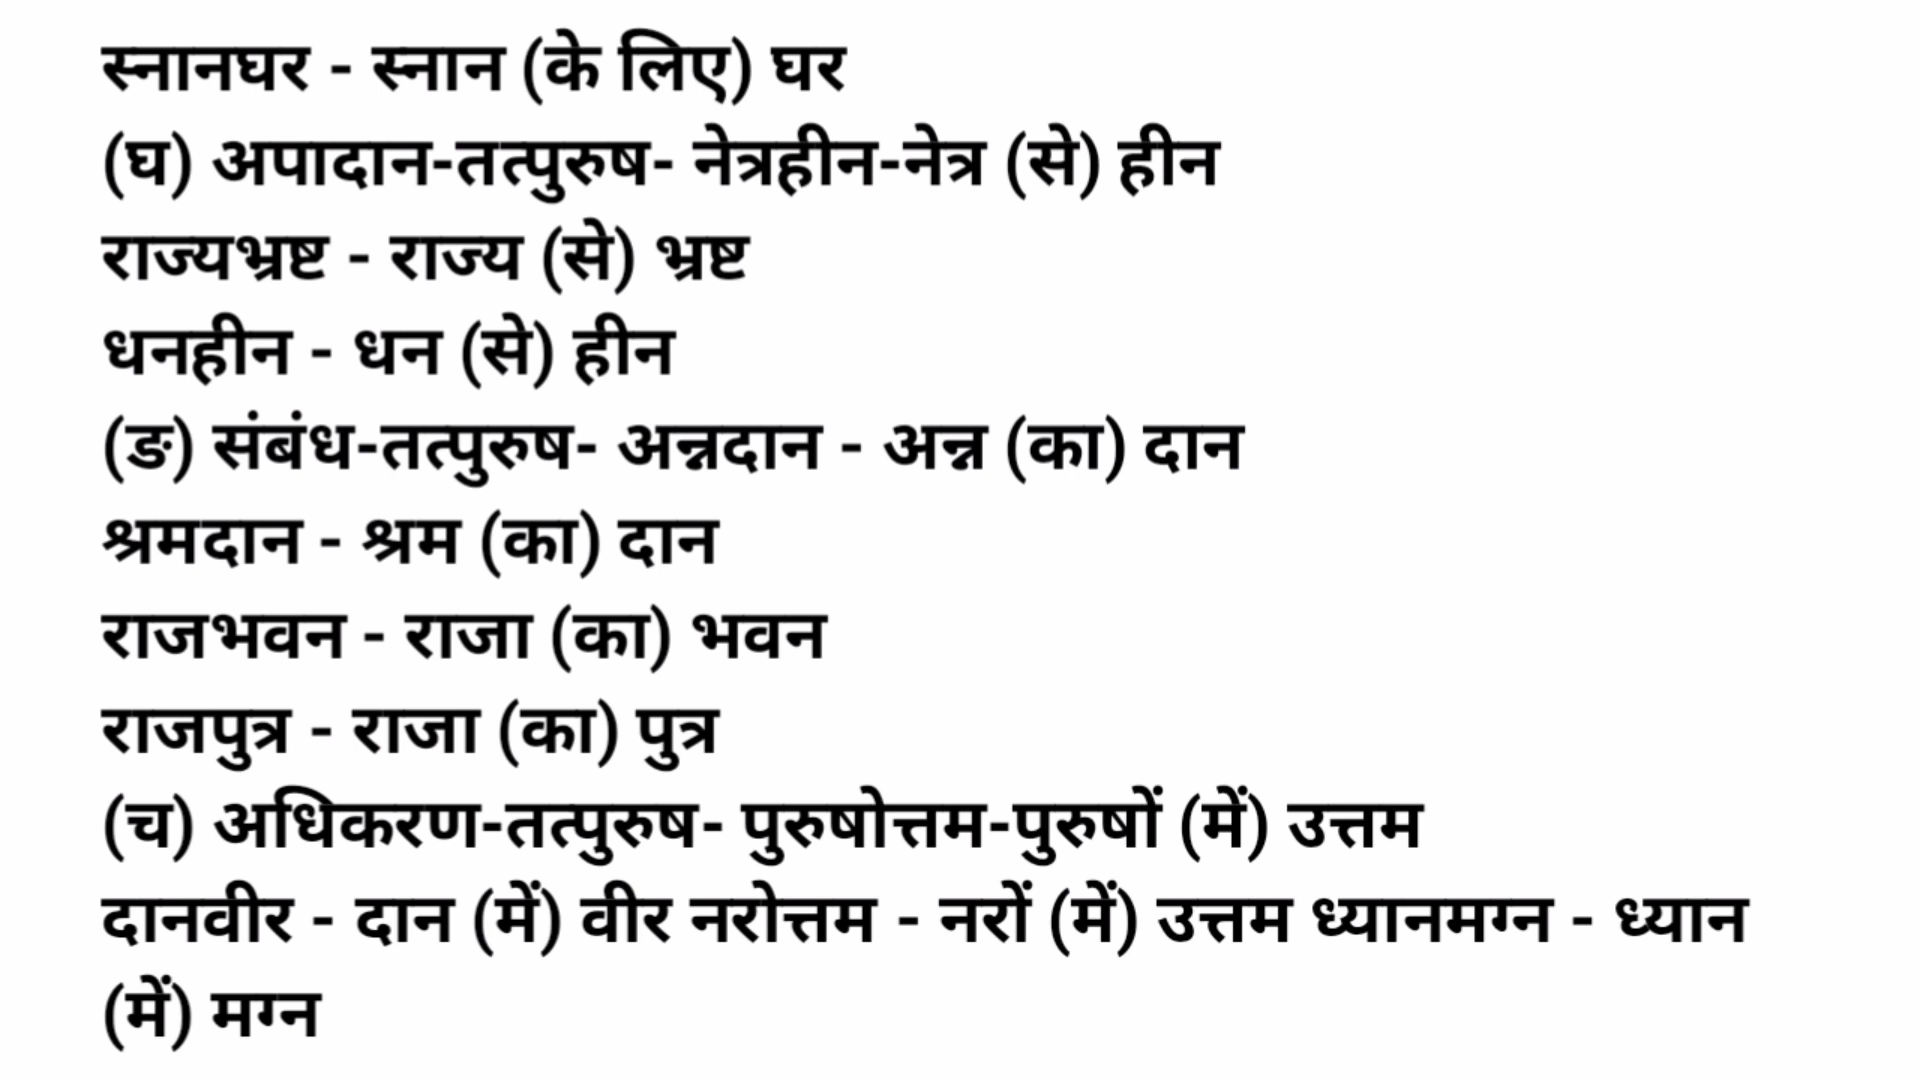 स्नानघर - स्नान (के लिए) घर
(घ) अपादान-तत्पुरुष- नेत्रहीन-नेत्र (से) हीन
राज्यभ्रष्ट - राज्य (से) भ्रष्ट
धनहीन - धन (से) हीन
(ङ) संबंध-तत्पुरुष- अन्नदान - अन्न (का) दान
श्रमदान - श्रम (का) दान
राजभवन - राजा (का) भवन
राजपुत्र - राजा (का) पुत्र
(च) अधिकरण-तत्पुरुष- पुरुषोत्तम-पुरुषों (में) उत्तम
दानवीर - दान (में) वीर नरोत्तम - नरों (में) उत्तम ध्यानमग्न - ध्यान
(में) मग्न